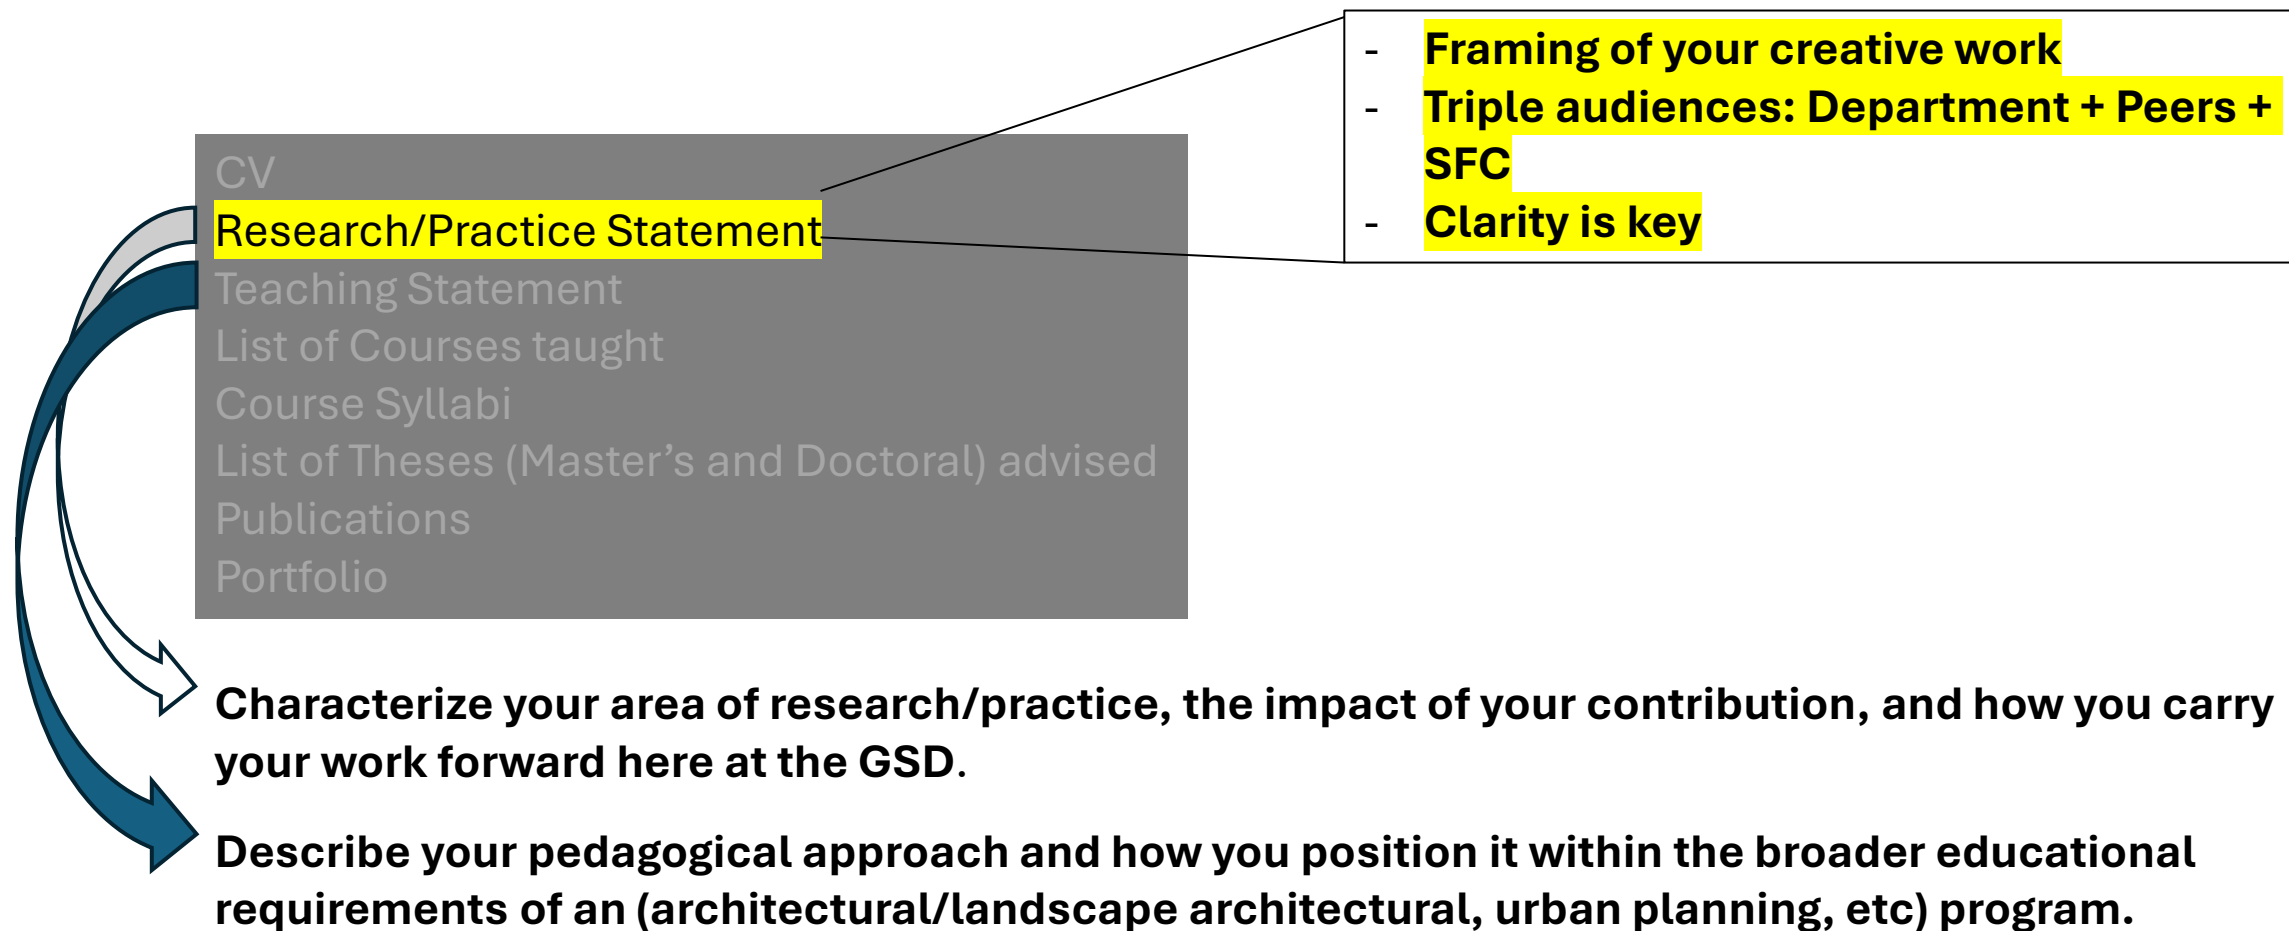 - Framing of your creative work
- Triple audiences: Department + Peers +
SFC
- Clarity is key
CV
Research/Practice Statement
Teaching Statement
List of Courses taught
Course Syllabi
List of Theses (Master’s and Doctoral) advised
Publications
Portfolio
Characterize your area of research/practice, the impact of your contribution, and how you carry
your work forward here at the GSD.
Describe your pedagogical approach and how you position it within the broader educational
requirements of an (architectural/landscape architectural, urban planning, etc) program.